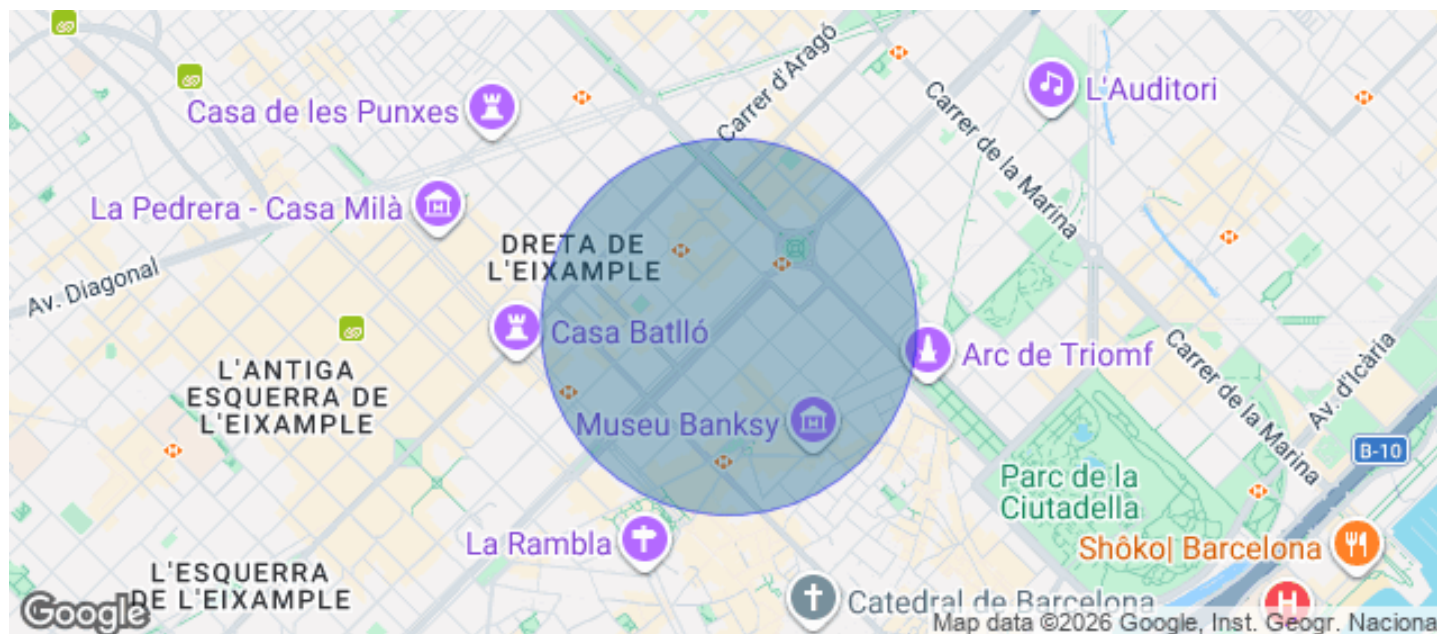 Carrer d'Aragó
L'Auditori
Casa de les Punxes
Carrer de la Marina
La Pedrera - Casa Milà
DRETA DE
L'EIXAMPLE
Av. Diagonal
Casa Batlló
Arc de Triomf
L'ANTIGA
ESQUERRA DE
L'EIXAMPLE
Carrer de la Marina
Av. d'Icària
Museu Banksy
B-10
Parc de la
Ciutadella
La Rambla
Shôko| Barcelona
L'ESQUERRA
DE L'EIXAMPLE
Catedral de Barcelona
H
Google
Map data ©2026 Google, Inst. Geogr. Naciona